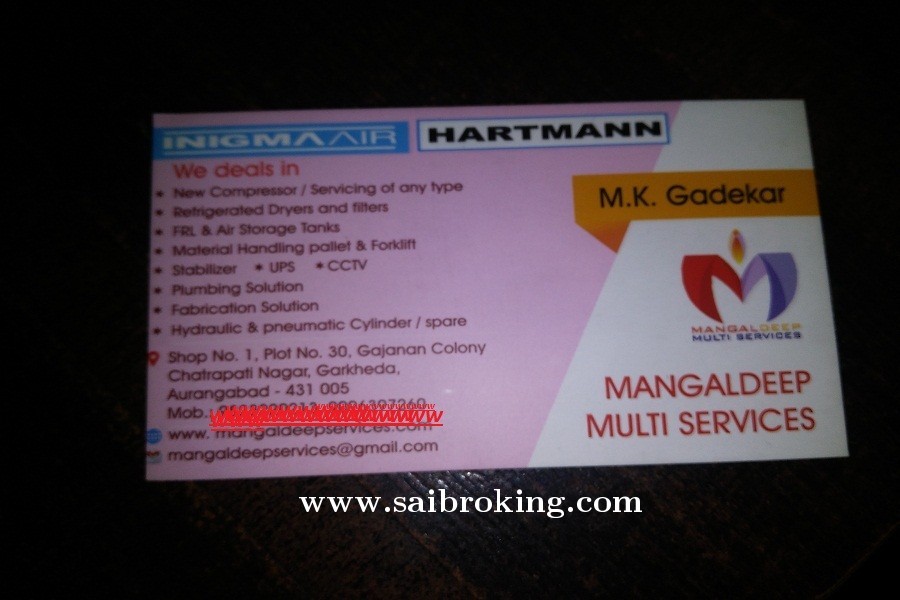 INIGMA AIR HARTMANN
We deals in
* New Compressor / Servicing of any type
* Refrigerated Dryers and filters
* FRL & Air Storage Tanks
* Material Handling pallet & Forklift
* Stabilizer * UPS * CCTV
* Plumbing Solution
* Fabrication Solution
* Hydraulic & pneumatic Cylinder / spare
Shop No. 1, Plot No. 30, Gajanan Colony
Chatrapati Nagar, Garkheda,
Aurangabad - 431 005
Mob.
www. mangaldeepservices.com
mangaldeepservices@gmail.com
M.K. Gadekar
MANGALDEEP
MULTI SERVICES
MANGALDEEP
MULTI SERVICES
www.saibroking.com